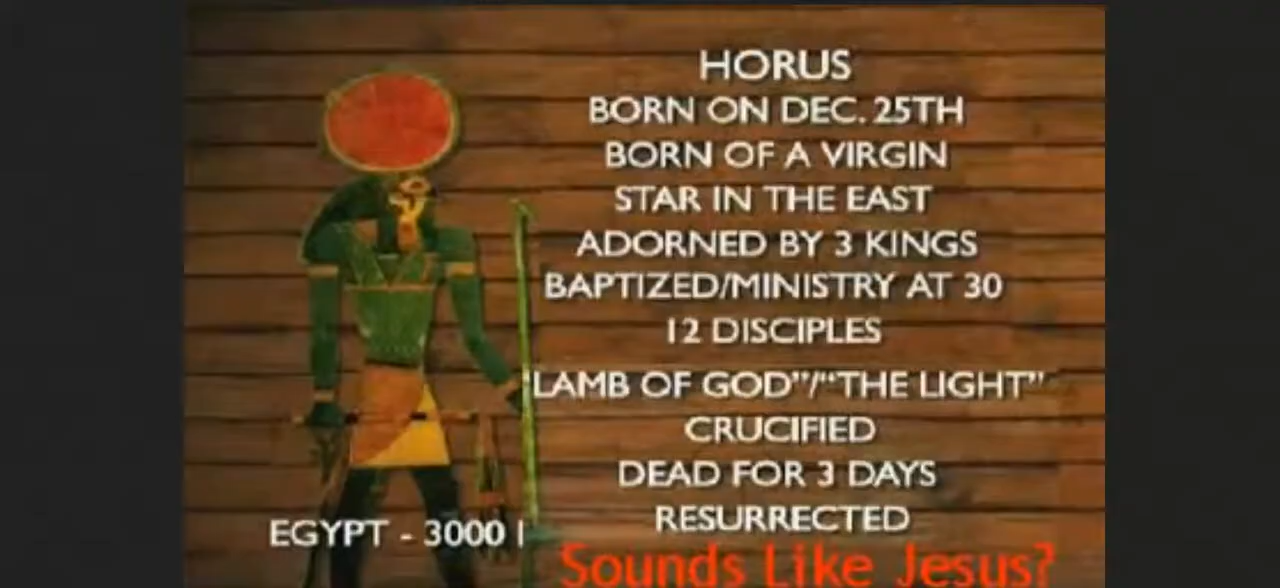 HORUS
BORN ON DEC. 25TH
BORN OF A VIRGIN
STAR IN THE EAST
ADORNED BY 3 KINGS
BAPTIZED/MINISTRY AT 30
12 DISCIPLES
LAMB OF GOD”/“THE LIGHT”
CRUCIFIED
DEAD FOR 3 DAYS
RESURRECTED
EGYPT - 3000
Sounds Like Jesus?